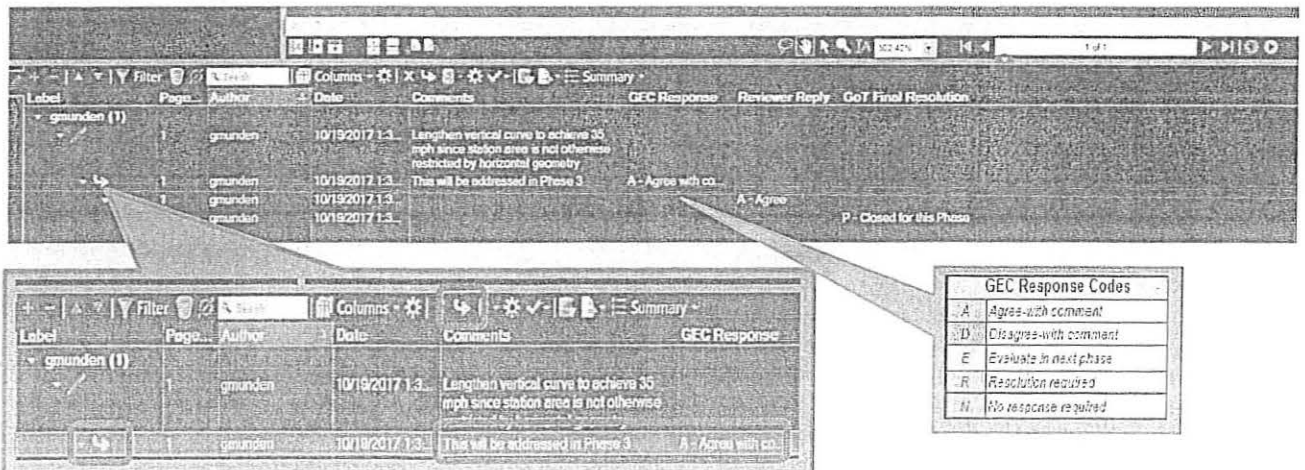 302.42% 1 of 1
Filter Search Columns Summary
Label Page... Author Date Comments GEC Response Reviewer Reply GoT Final Resolution
gmunden (1)
1 gmunden 10/19/2017 1:3... Lengthen vertical curve to achieve 35
mph since station area is not otherwise
restricted by horizontal geometry
1 gmunden 10/19/2017 1:3... This will be addressed in Phase 3 A - Agree with co...
1 gmunden 10/19/2017 1:3... A - Agree
gmunden 10/19/2017 1:3... P - Closed for this Phase
Filter Search Columns Summary
Label Page... Author Date Comments GEC Response
gmunden (1)
1 gmunden 10/19/2017 1:3... Lengthen vertical curve to achieve 35
mph since station area is not otherwise
1 gmunden 10/19/2017 1:3... This will be addressed in Phase 3 A - Agree with co...
GEC Response Codes
A Agree-with comment
D Disagree-with comment
E Evaluate in next phase
R Resolution required
N No response required